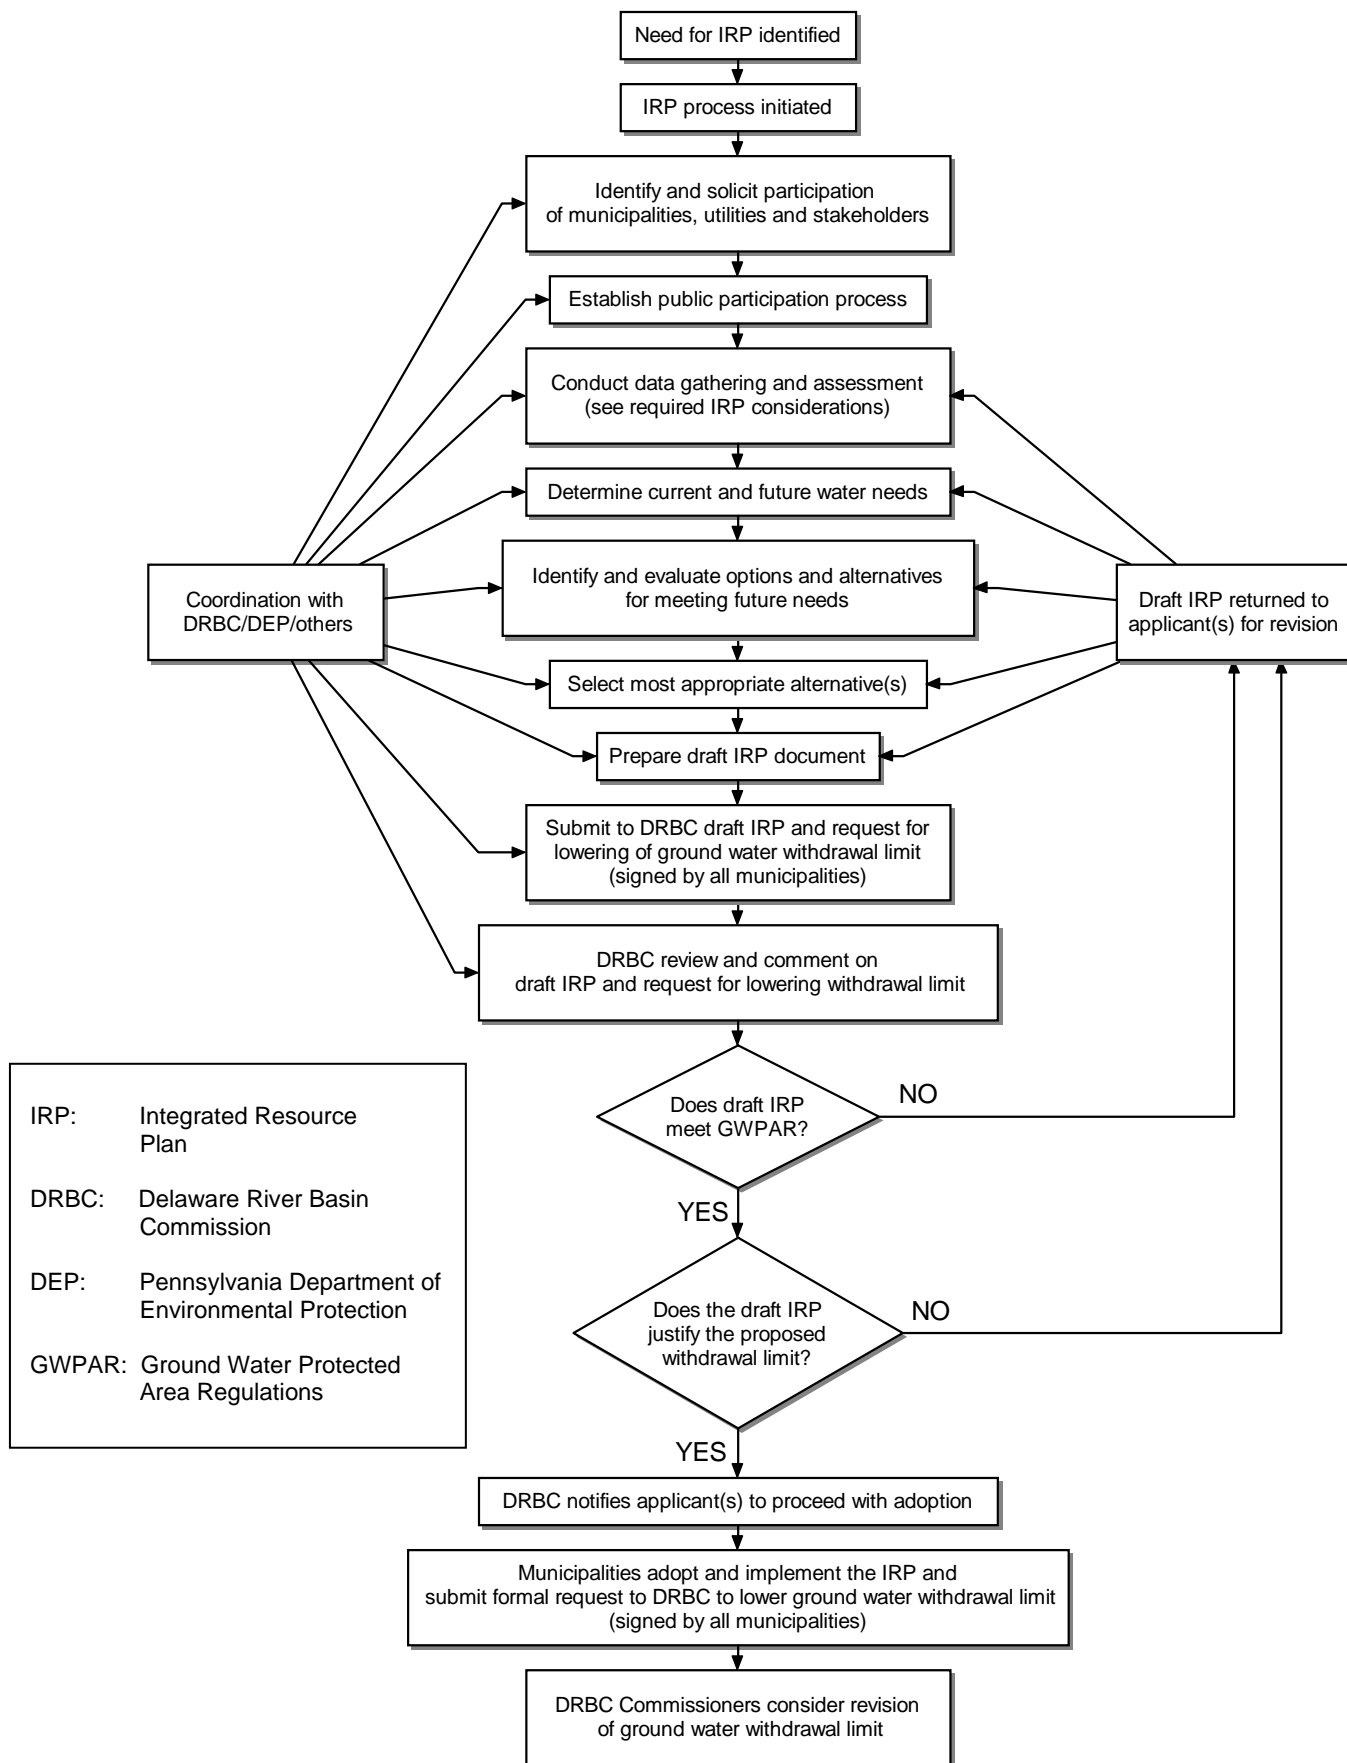 Need for IRP identified
IRP process initiated
Identify and solicit participation
of municipalities, utilities and stakeholders
Establish public participation process
Conduct data gathering and assessment
(see required IRP considerations)
Determine current and future water needs
Identify and evaluate options and alternatives
for meeting future needs
Coordination with
DRBC/DEP/others
Draft IRP returned to
applicant(s) for revision
Select most appropriate alternative(s)
Prepare draft IRP document
Submit to DRBC draft IRP and request for
lowering of ground water withdrawal limit
(signed by all municipalities)
DRBC review and comment on
draft IRP and request for lowering withdrawal limit
Does draft IRP
meet GWPAR?
NO
YES
IRP: Integrated Resource
Plan
DRBC: Delaware River Basin
Commission
DEP: Pennsylvania Department of
Environmental Protection
GWPAR: Ground Water Protected
Area Regulations
Does the draft IRP
justify the proposed
withdrawal limit?
NO
YES
DRBC notifies applicant(s) to proceed with adoption
Municipalities adopt and implement the IRP and
submit formal request to DRBC to lower ground water withdrawal limit
(signed by all municipalities)
DRBC Commissioners consider revision
of ground water withdrawal limit